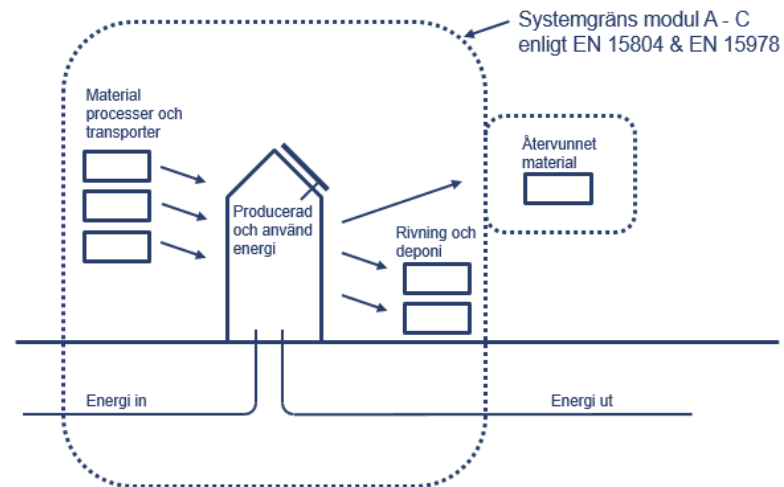 Systemgräns modul A - C
enligt EN 15804 & EN 15978
Material
processer och
transporter
Återvunnet
material
Producerad
och använd
energi
Rivning och
deponi
Energi in
Energi ut